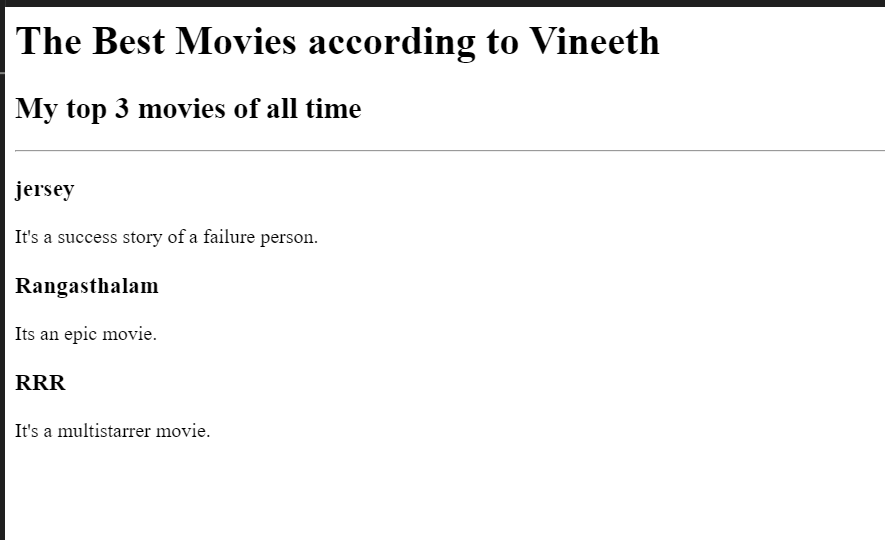 The Best Movies according to Vineeth
My top 3 movies of all time
jersey
It's a success story of a failure person.
Rangasthalam
Its an epic movie.
RRR
It's a multistarrer movie.